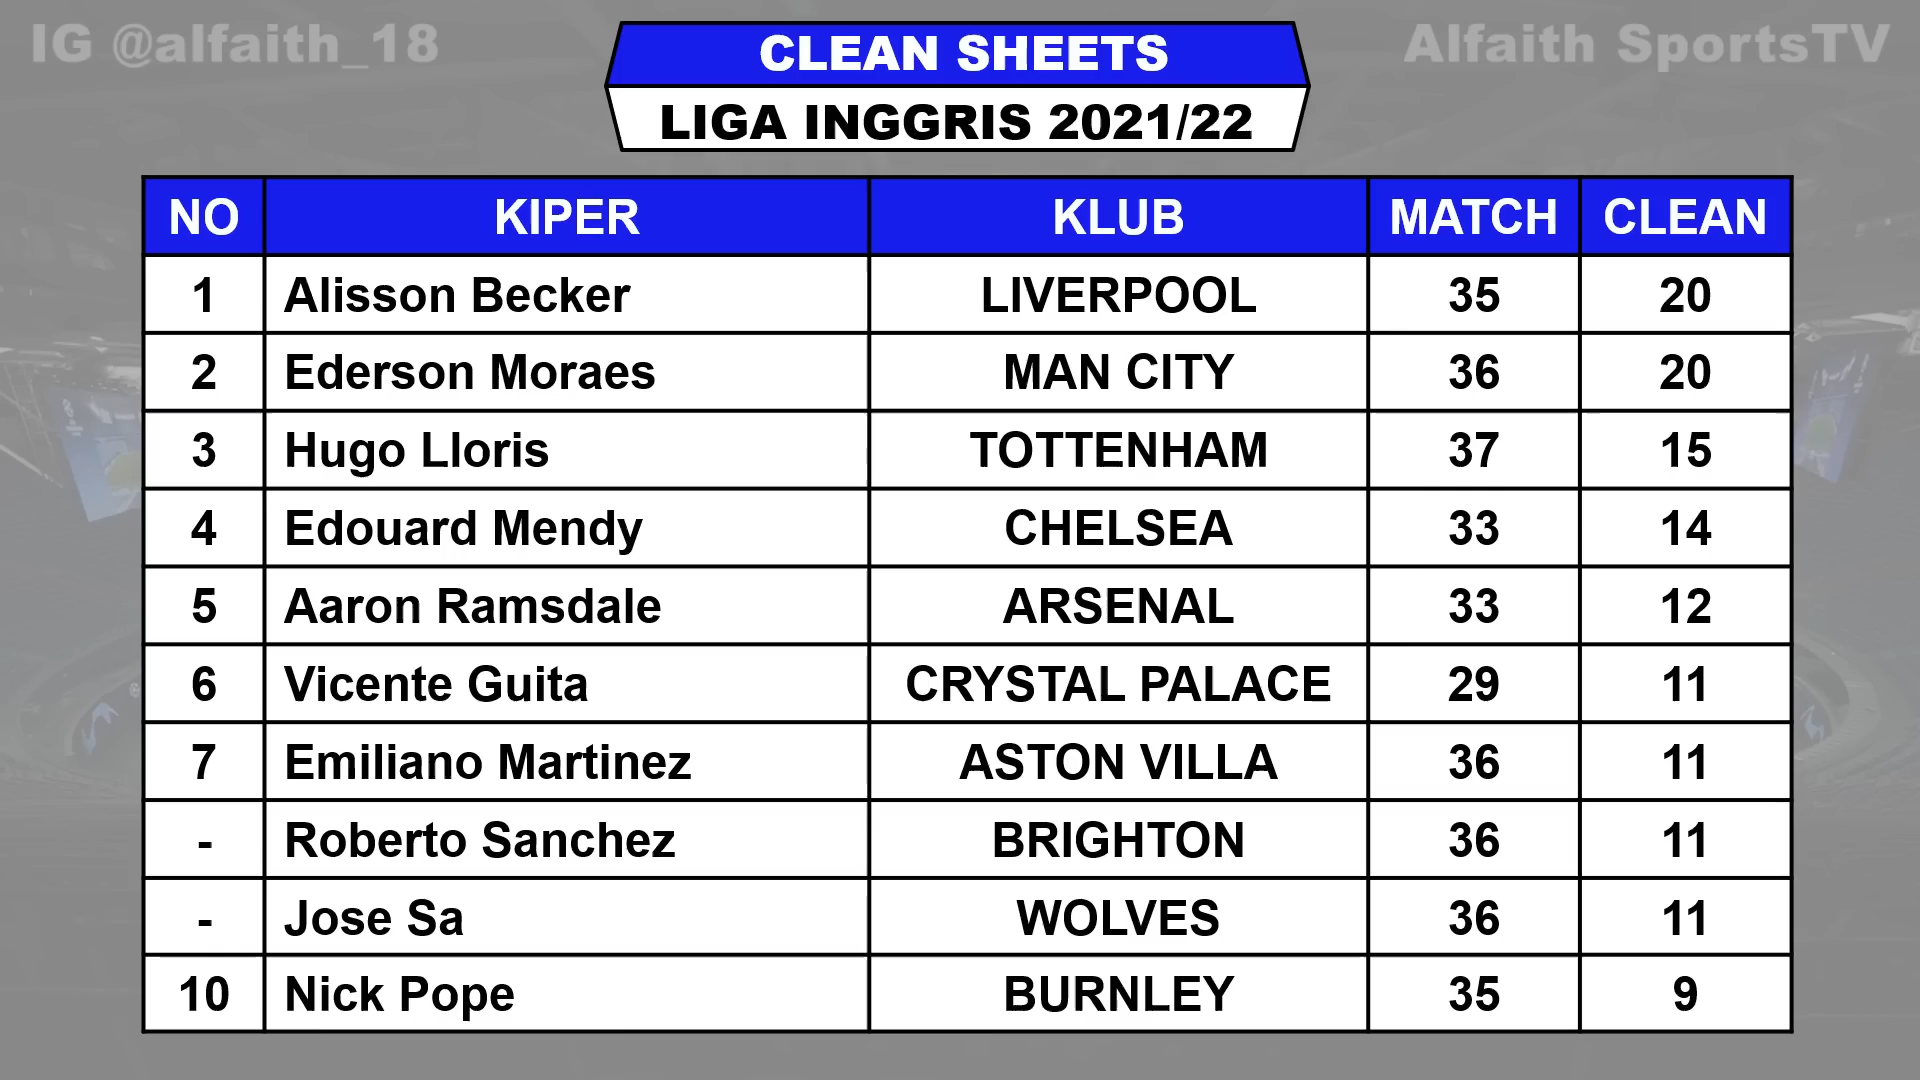 IG @alfaith_18
Alfaith SportsTV
CLEAN SHEETS
LIGA INGGRIS 2021/22
NO KIPER KLUB MATCH CLEAN
1 Alisson Becker LIVERPOOL 35 20
2 Ederson Moraes MAN CITY 36 20
3 Hugo Lloris TOTTENHAM 37 15
4 Edouard Mendy CHELSEA 33 14
5 Aaron Ramsdale ARSENAL 33 12
6 Vicente Guita CRYSTAL PALACE 29 11
7 Emiliano Martinez ASTON VILLA 36 11
- Roberto Sanchez BRIGHTON 36 11
- Jose Sa WOLVES 36 11
10 Nick Pope BURNLEY 35 9